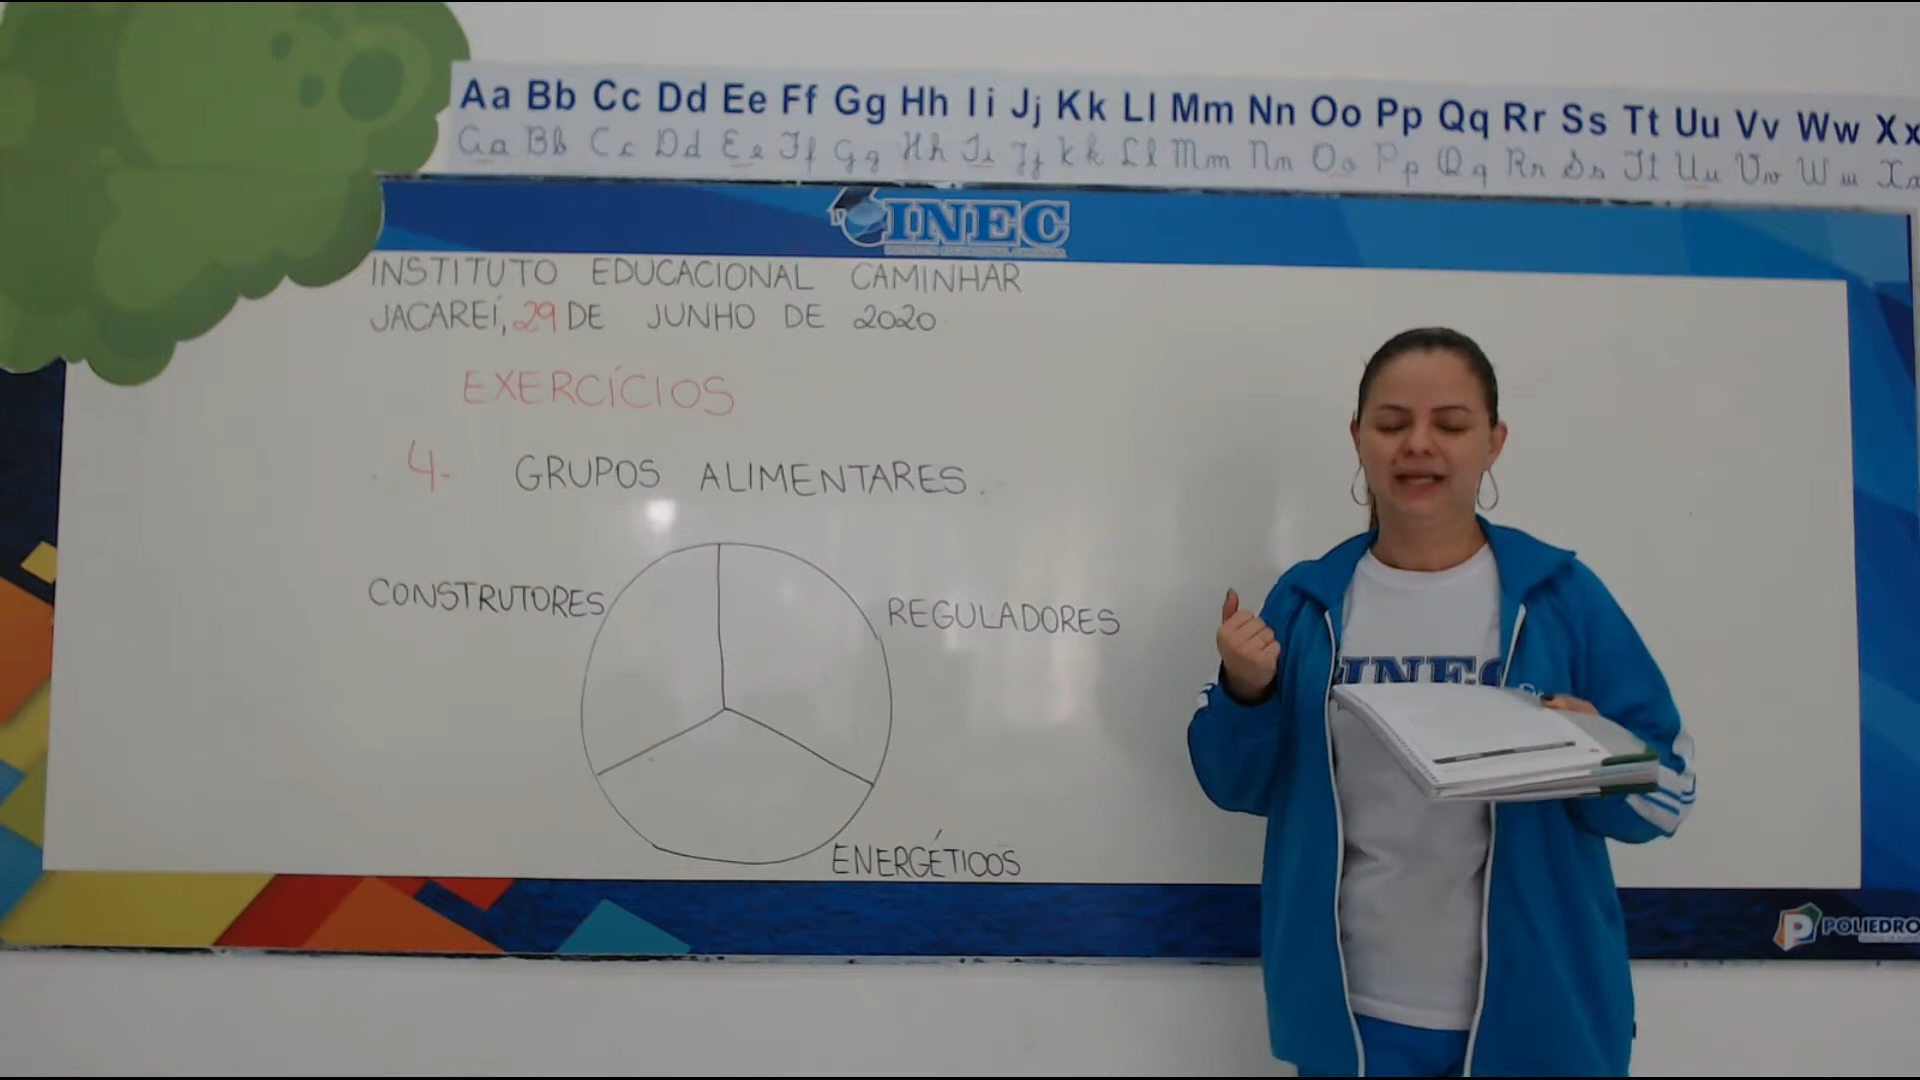 Aa Bb Cc Dd Ee Ff Gg Hh Ii Jj Kk Ll Mm Nn Oo Pp Qq Rr Ss Tt Uu Vv Ww Xx
Aa Bb Cc Dd Ee Ff Gg Hh Ii Jj Kk Ll Mm Nn Oo Pp Qq Rr Ss Tt Uu Vv Ww Xx
INEC
INSTITUTO EDUCACIONAL CAMINHAR
JACAREÍ, 29 DE JUNHO DE 2020
EXERCÍCIOS
4. GRUPOS ALIMENTARES.
CONSTRUTORES
REGULADORES
ENERGÉTICOS
INEC
POLIEDRO